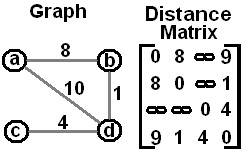 Graph
8
a
b
10
1
4
c
d
Distance
Matrix
0 8 ∞ 9
8 0 ∞ 1
∞ ∞ 0 4
9 1 4 0